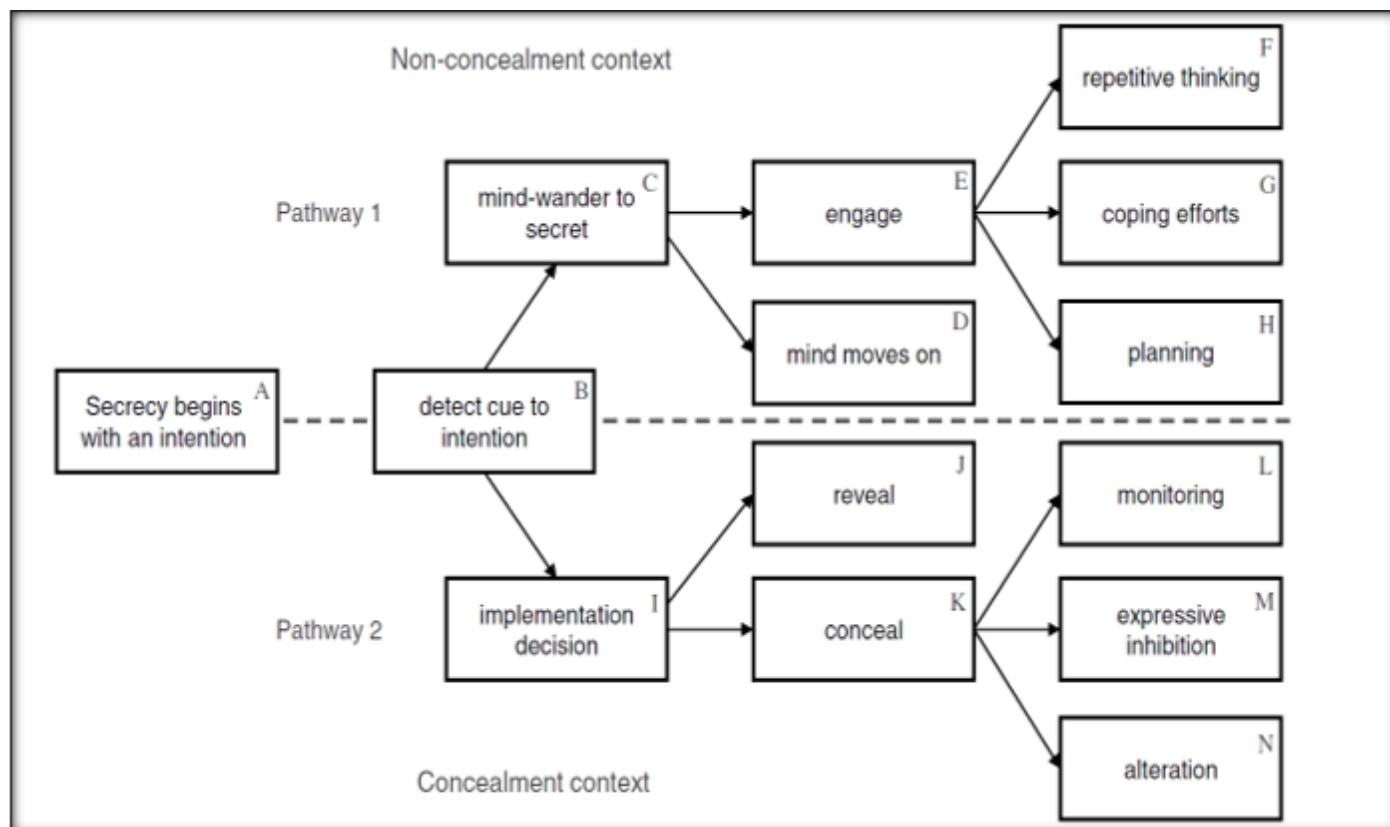 Non-concealment context
F
repetitive thinking
Pathway 1
C
mind-wander to
secret
E
engage
G
coping efforts
D
mind moves on
H
planning
A
Secrecy begins
with an intention
B
detect cue to
intention
J
reveal
L
monitoring
Pathway 2
I
implementation
decision
K
conceal
M
expressive
inhibition
N
alteration
Concealment context